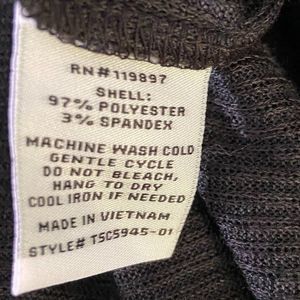 RN#119897
SHELL:
97% POLYESTER
3% SPANDEX
MACHINE WASH COLD
GENTLE CYCLE
DO NOT BLEACH,
HANG TO DRY
COOL IRON IF NEEDED
MADE IN VIETNAM
STYLE# TSC5945-01